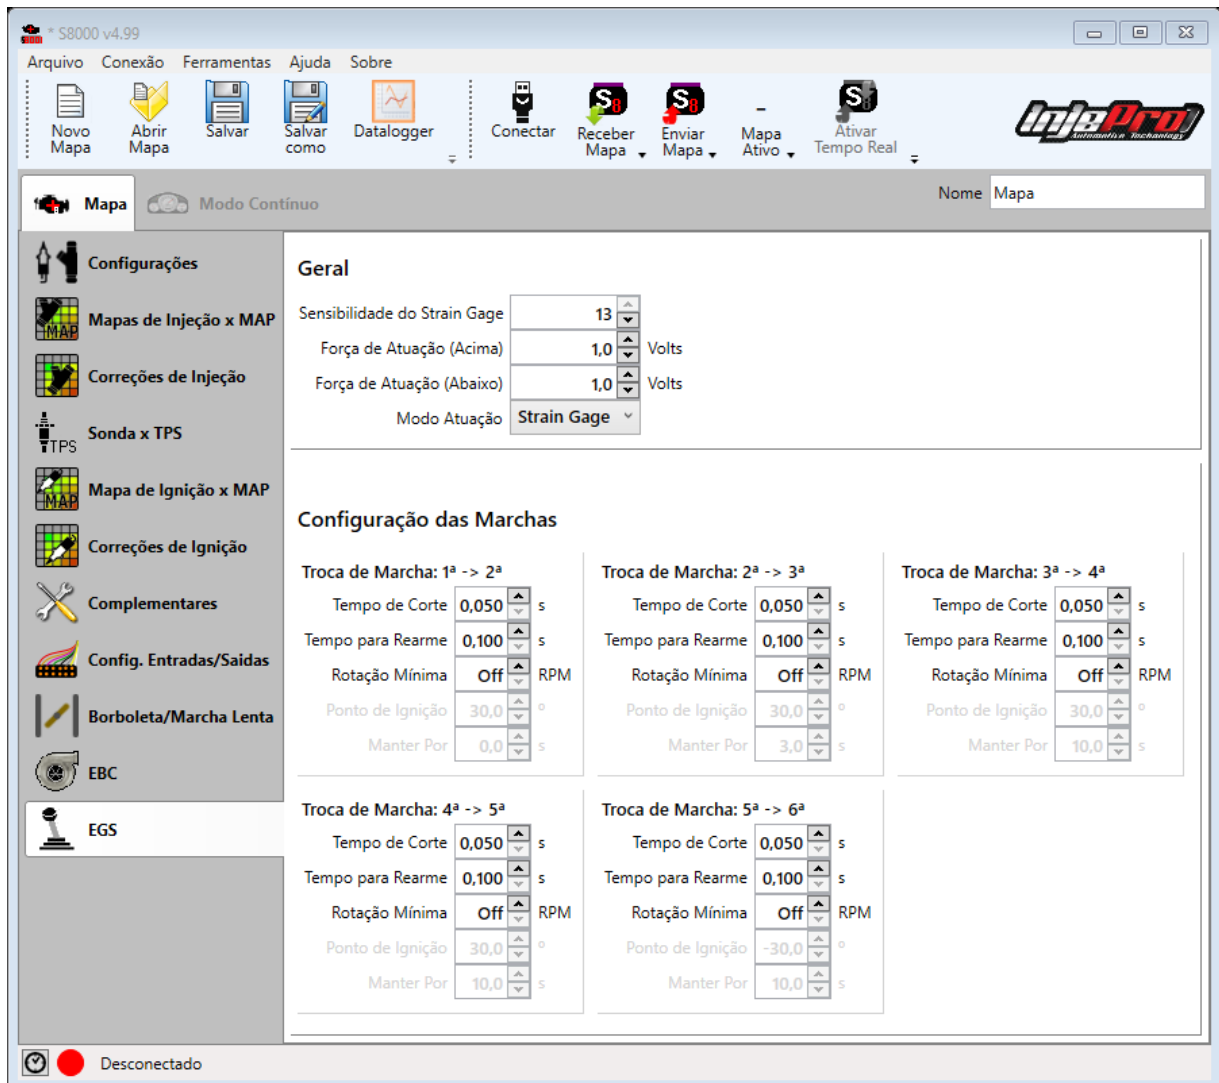 * S8000 v4.99
Arquivo Conexão Ferramentas Ajuda Sobre
Novo Mapa
Abrir Mapa
Salvar
Salvar como
Datalogger
Conectar
Receber Mapa
Enviar Mapa
- Mapa Ativo
Ativar Tempo Real
InjePro
Automotive Technology
Mapa
Modo Contínuo
Nome Mapa
Configurações
MAP Mapas de Injeção x MAP
Correções de Injeção
TPS Sonda x TPS
MAP Mapa de Ignição x MAP
Correções de Ignição
Complementares
Config. Entradas/Saidas
Borboleta/Marcha Lenta
EBC
EGS
Geral
Sensibilidade do Strain Gage 13
Força de Atuação (Acima) 1,0 Volts
Força de Atuação (Abaixo) 1,0 Volts
Modo Atuação Strain Gage
Configuração das Marchas
Troca de Marcha: 1ª -> 2ª
Tempo de Corte 0,050 s
Tempo para Rearme 0,100 s
Rotação Mínima Off RPM
Ponto de Ignição 30,0 °
Manter Por 0,0 s
Troca de Marcha: 2ª -> 3ª
Tempo de Corte 0,050 s
Tempo para Rearme 0,100 s
Rotação Mínima Off RPM
Ponto de Ignição 30,0 °
Manter Por 3,0 s
Troca de Marcha: 3ª -> 4ª
Tempo de Corte 0,050 s
Tempo para Rearme 0,100 s
Rotação Mínima Off RPM
Ponto de Ignição 30,0 °
Manter Por 10,0 s
Troca de Marcha: 4ª -> 5ª
Tempo de Corte 0,050 s
Tempo para Rearme 0,100 s
Rotação Mínima Off RPM
Ponto de Ignição 30,0 °
Manter Por 10,0 s
Troca de Marcha: 5ª -> 6ª
Tempo de Corte 0,050 s
Tempo para Rearme 0,100 s
Rotação Mínima Off RPM
Ponto de Ignição -30,0 °
Manter Por 10,0 s
Desconectado